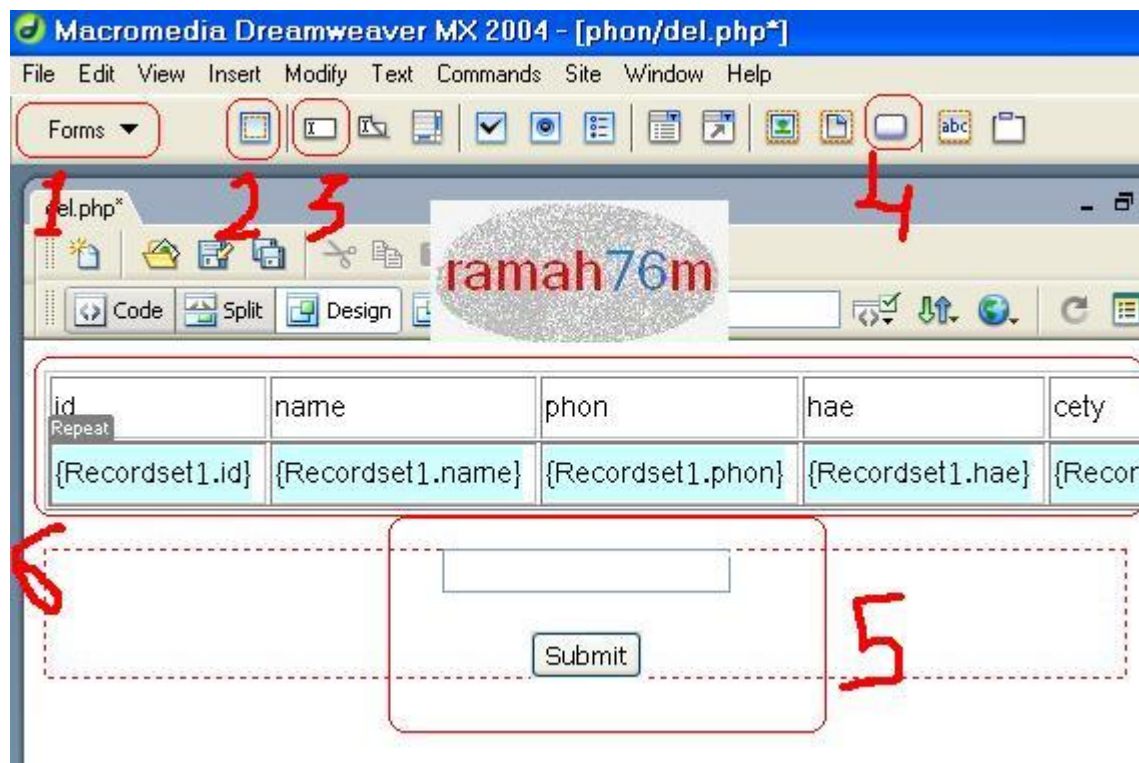 Macromedia Dreamweaver MX 2004 - [phon/del.php*]
File Edit View Insert Modify Text Commands Site Window Help
Forms
abc
1 2 3 4
del.php*
ramah76m
Code Split Design
id name phon hae cety
Repeat
{Recordset1.id} {Recordset1.name} {Recordset1.phon} {Recordset1.hae} {Recor
5
Submit